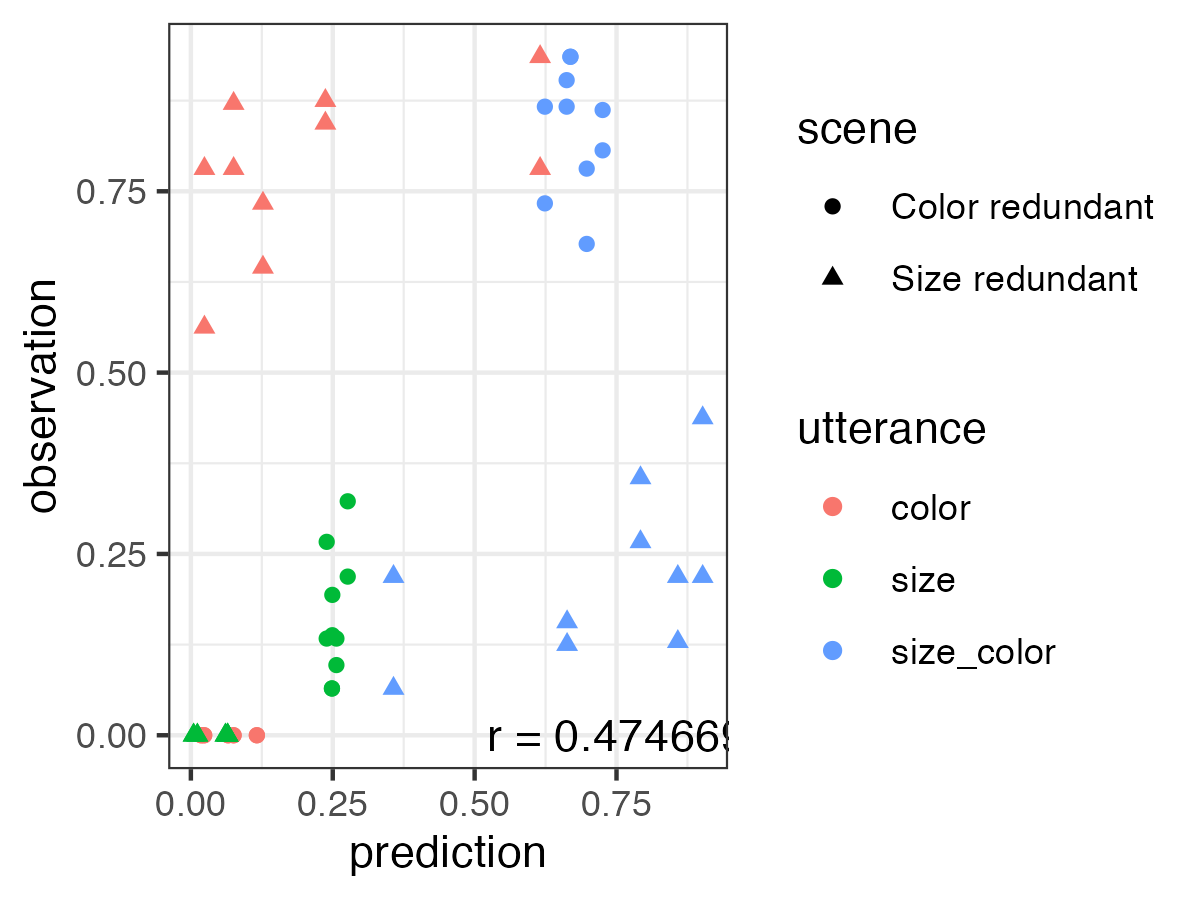 observation
0.75
0.50
0.25
0.00
r = 0.474669
0.00 0.25 0.50 0.75
prediction
scene
Color redundant
Size redundant
utterance
color
size
size_color